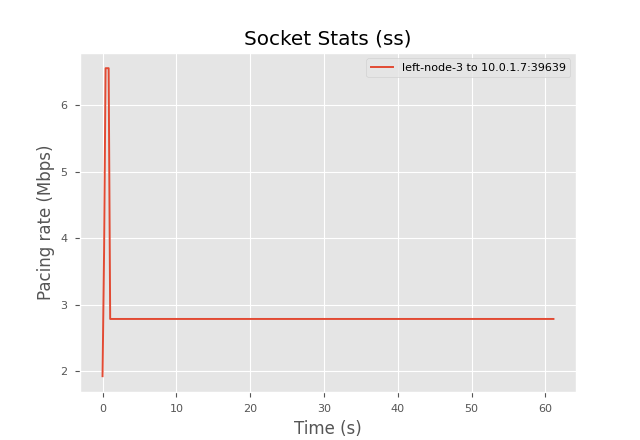 Socket Stats (ss)
left-node-3 to 10.0.1.7:39639
Pacing rate (Mbps)
6
5
4
3
2
0 10 20 30 40 50 60
Time (s)